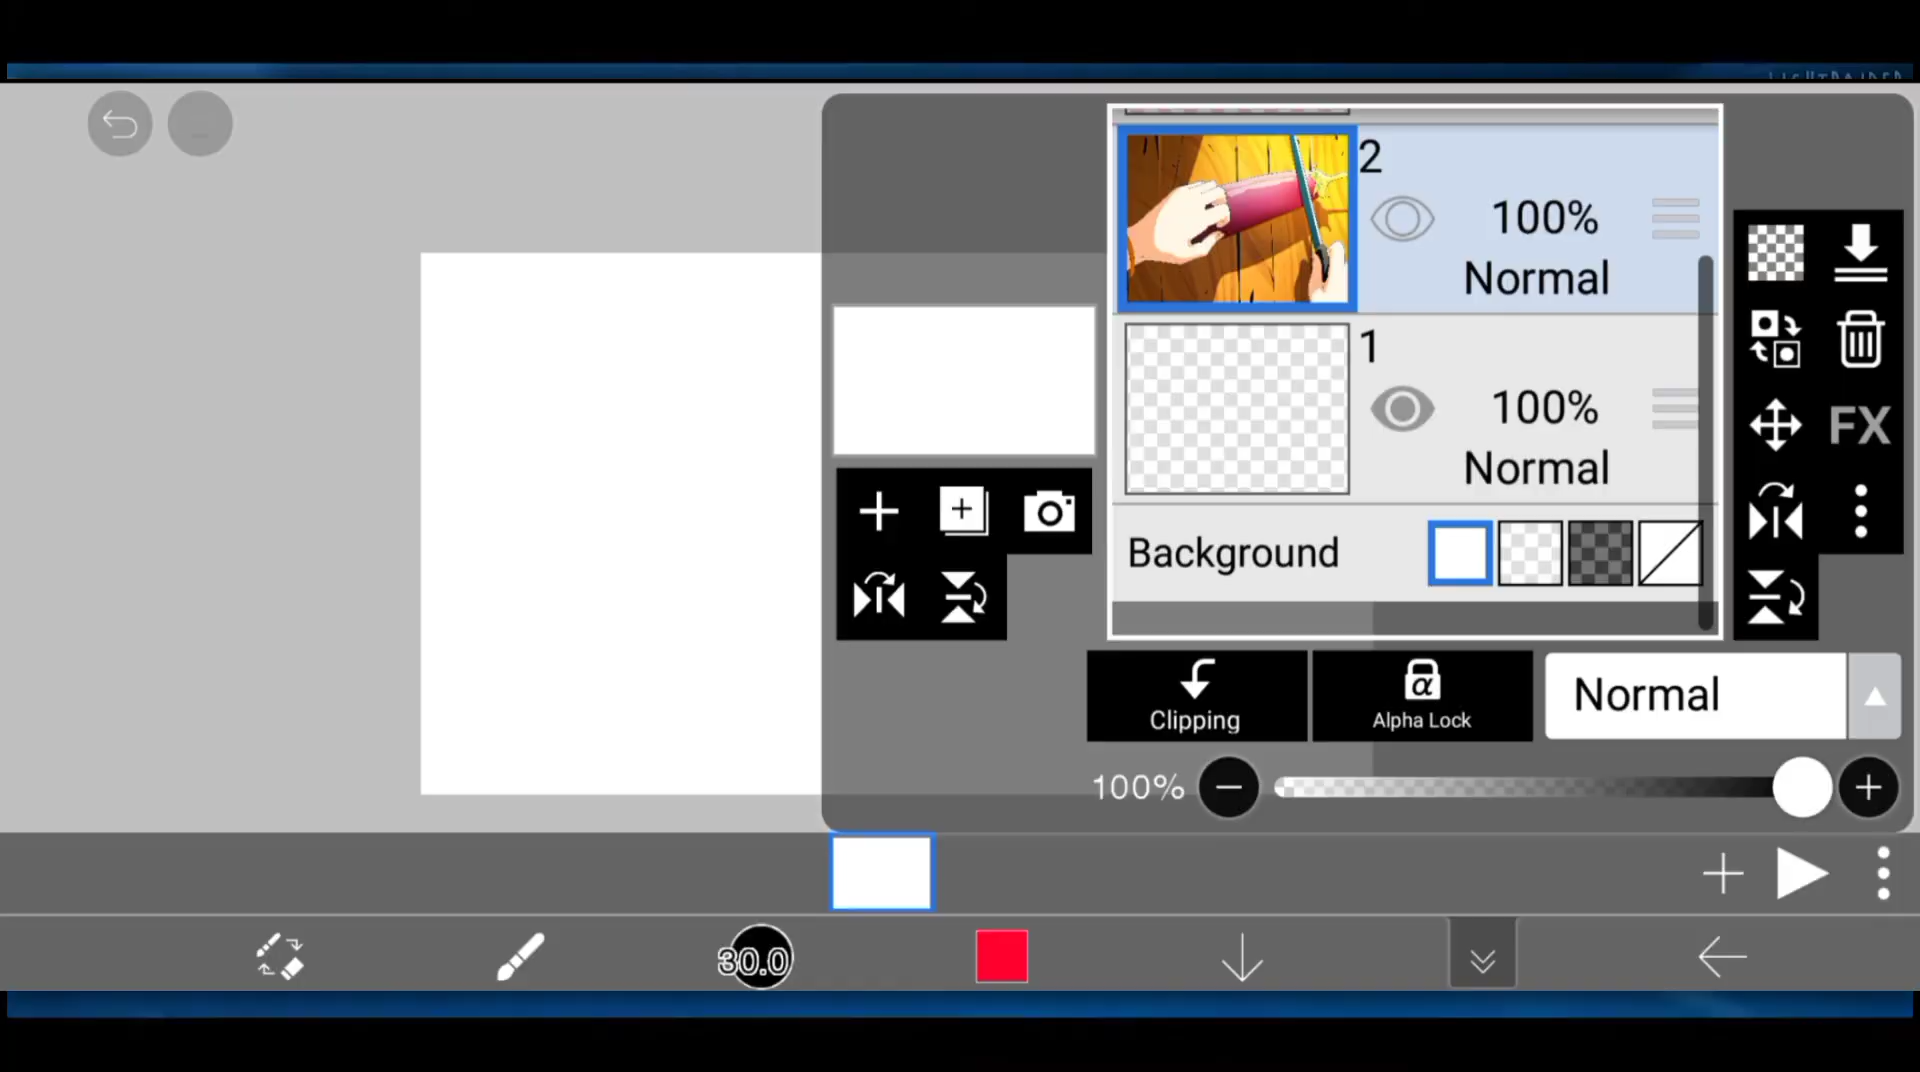 2
100%
Normal
1
100%
Normal
Background
Clipping
α
Alpha Lock
Normal
100%
30.0
FX